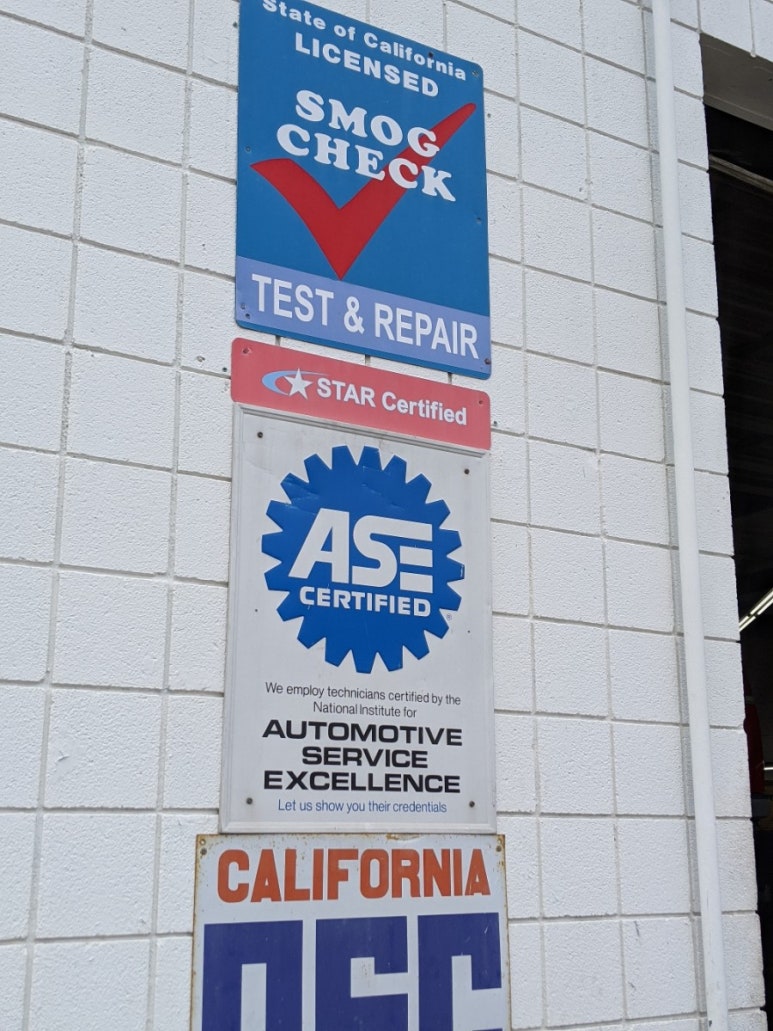 State of California
LICENSED
SMOG
CHECK
TEST & REPAIR
STAR Certified
ASE
CERTIFIED
®
We employ technicians certified by the
National Institute for
AUTOMOTIVE
SERVICE
EXCELLENCE
Let us show you their credentials
CALIFORNIA